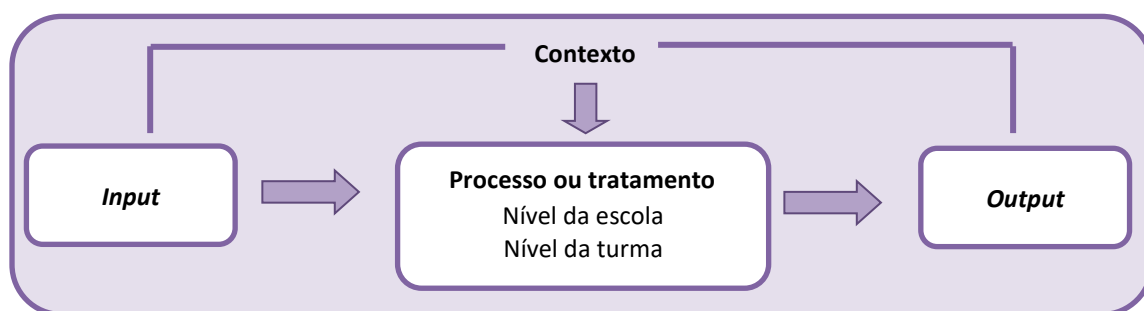 Contexto
Input
Processo ou tratamento
Nível da escola
Nível da turma
Output